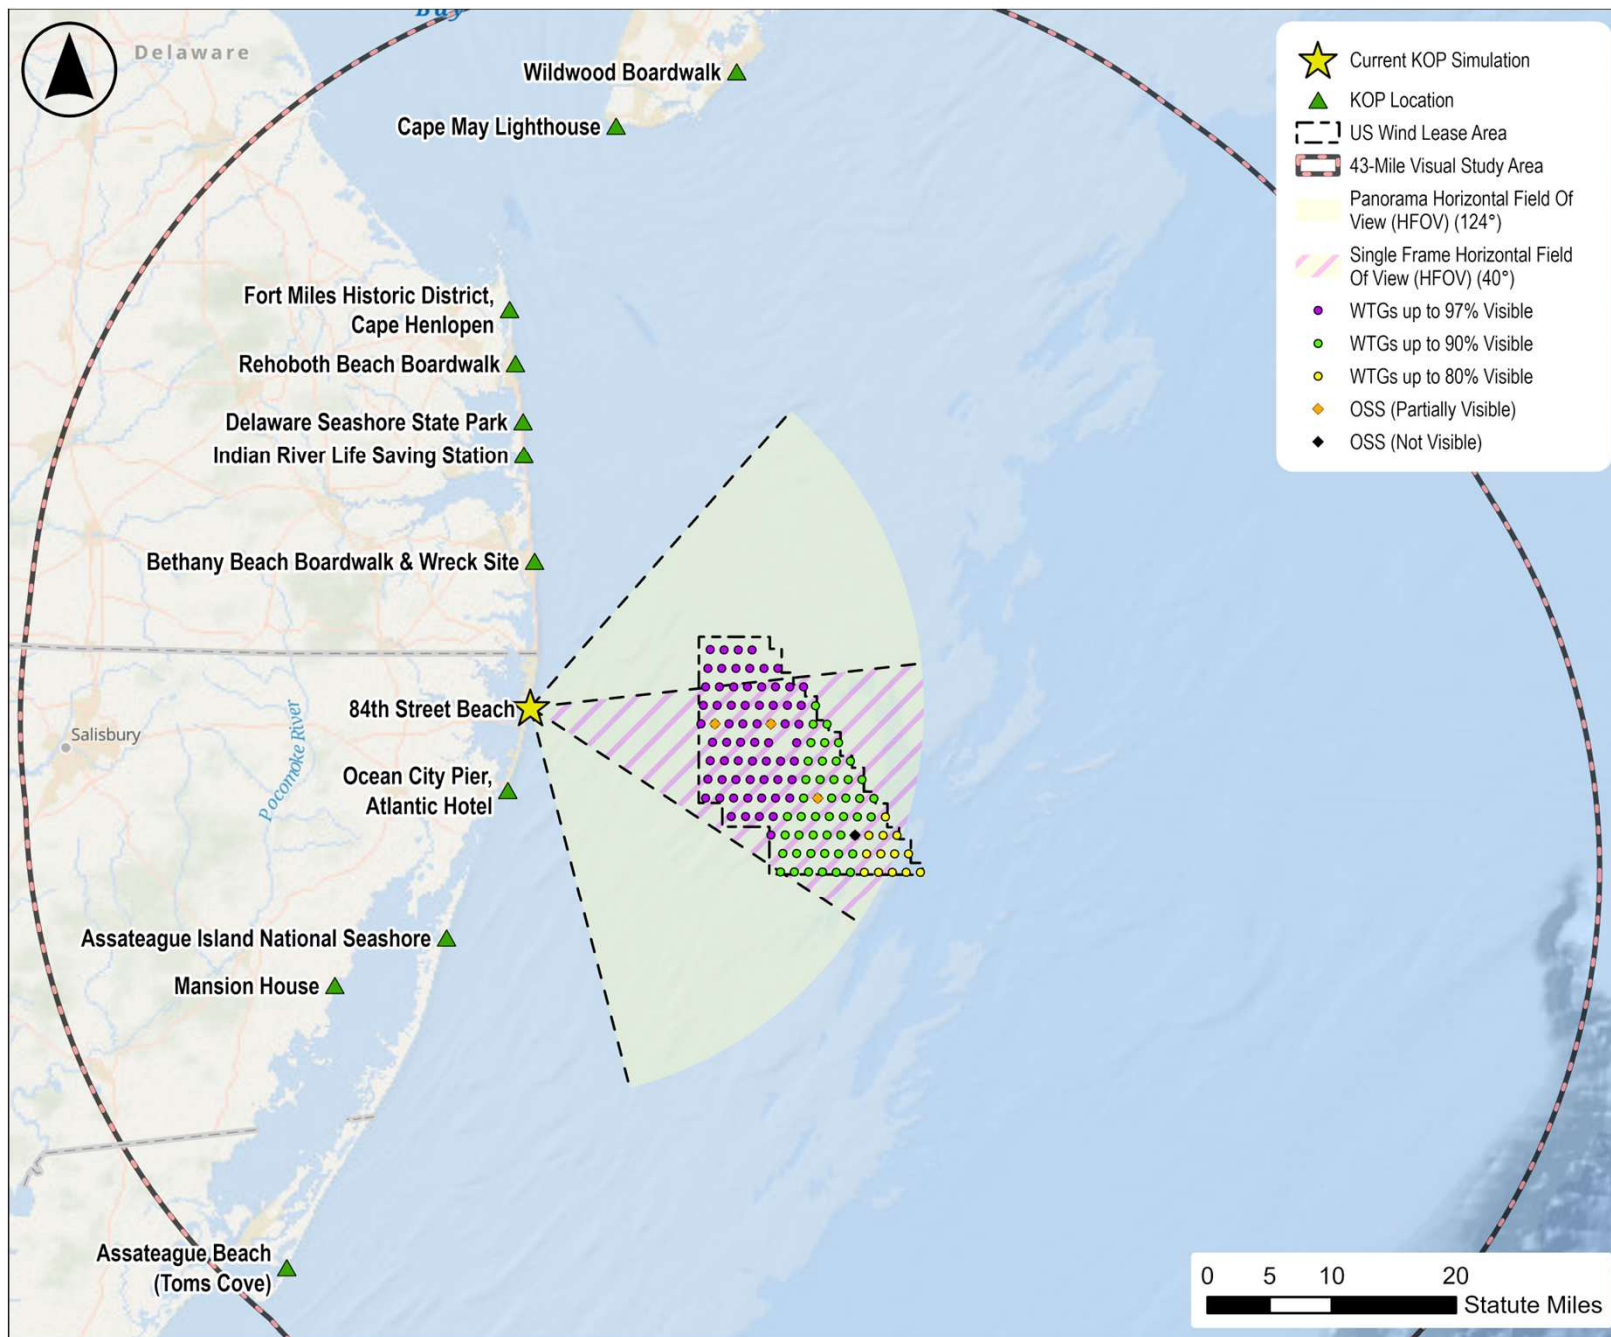 Bay
Delaware
Wildwood Boardwalk
Cape May Lighthouse
Fort Miles Historic District,
Cape Henlopen
Rehoboth Beach Boardwalk
Delaware Seashore State Park
Indian River Life Saving Station
Bethany Beach Boardwalk & Wreck Site
84th Street Beach
Salisbury
Pocomoke River
Ocean City Pier,
Atlantic Hotel
Assateague Island National Seashore
Mansion House
Assateague Beach
(Toms Cove)
Current KOP Simulation
KOP Location
US Wind Lease Area
43-Mile Visual Study Area
Panorama Horizontal Field Of
View (HFOV) (124°)
Single Frame Horizontal Field
Of View (HFOV) (40°)
WTGs up to 97% Visible
WTGs up to 90% Visible
WTGs up to 80% Visible
OSS (Partially Visible)
OSS (Not Visible)
0 5 10 20
Statute Miles